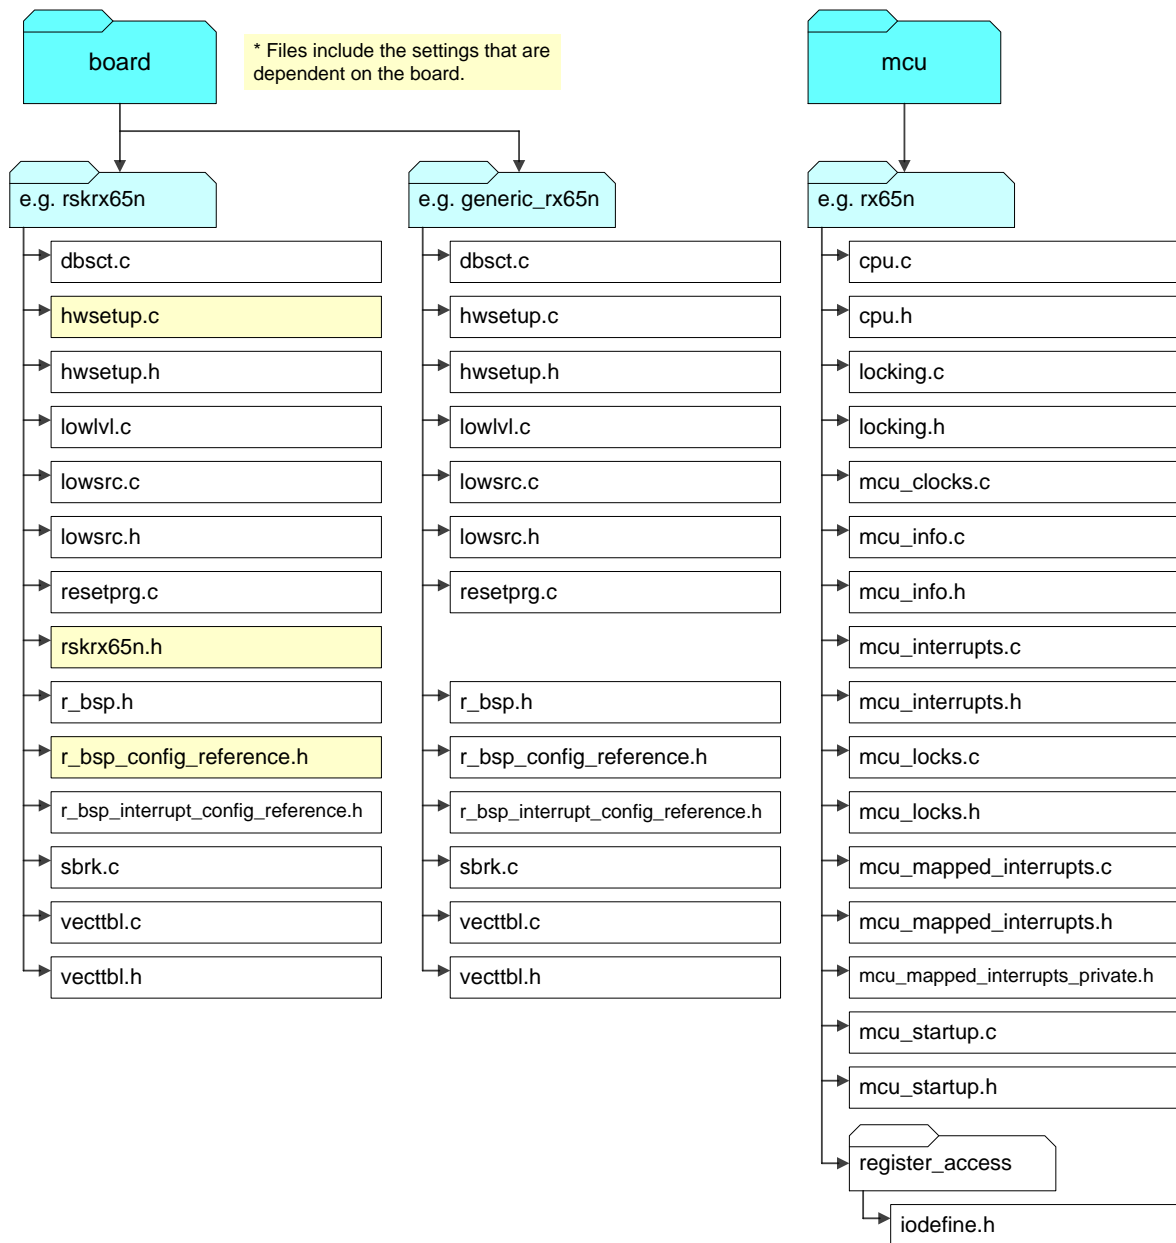 board
* Files include the settings that are
dependent on the board.
mcu
e.g. rskrx65n
e.g. generic_rx65n
e.g. rx65n
dbsct.c
hwsetup.c
hwsetup.h
lowlvl.c
lowsrc.c
lowsrc.h
resetprg.c
rskrx65n.h
r_bsp.h
r_bsp_config_reference.h
r_bsp_interrupt_config_reference.h
sbrk.c
vecttbl.c
vecttbl.h
dbsct.c
hwsetup.c
hwsetup.h
lowlvl.c
lowsrc.c
lowsrc.h
resetprg.c
r_bsp.h
r_bsp_config_reference.h
r_bsp_interrupt_config_reference.h
sbrk.c
vecttbl.c
vecttbl.h
cpu.c
cpu.h
locking.c
locking.h
mcu_clocks.c
mcu_info.c
mcu_info.h
mcu_interrupts.c
mcu_interrupts.h
mcu_locks.c
mcu_locks.h
mcu_mapped_interrupts.c
mcu_mapped_interrupts.h
mcu_mapped_interrupts_private.h
mcu_startup.c
mcu_startup.h
register_access
iodefine.h